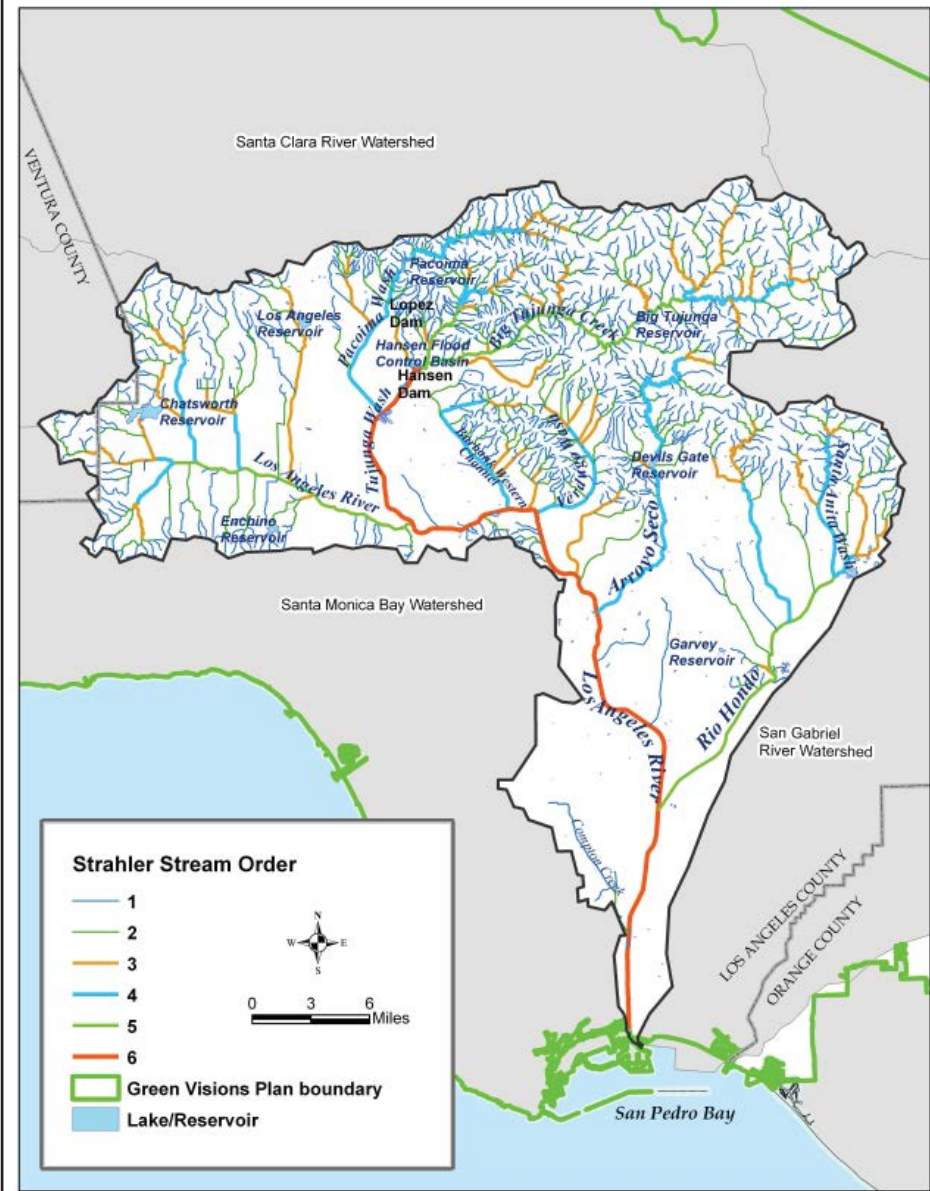 Santa Clara River Watershed
VENTURA COUNTY
Pacoima
Reservoir
Pacoima Wash
Lopez
Dam
Los Angeles
Reservoir
Big Tujunga Creek
Big Tujunga
Reservoir
Hansen Flood
Control Basin
Hansen
Dam
Chatsworth
Reservoir
Tujunga Wash
Burbank Western
Channel
Verdugo Wash
Devils Gate
Reservoir
Santa Anita Wash
Los Angeles River
Enchino
Reservoir
Arroyo Seco
Santa Monica Bay Watershed
Garvey
Reservoir
Rio Hondo
Los Angeles River
San Gabriel
River Watershed
Compton Creek
LOS ANGELES COUNTY
ORANGE COUNTY
San Pedro Bay
Strahler Stream Order
1
2
3
4
5
6
Green Visions Plan boundary
Lake/Reservoir
N
W E
S
0 3 6
Miles